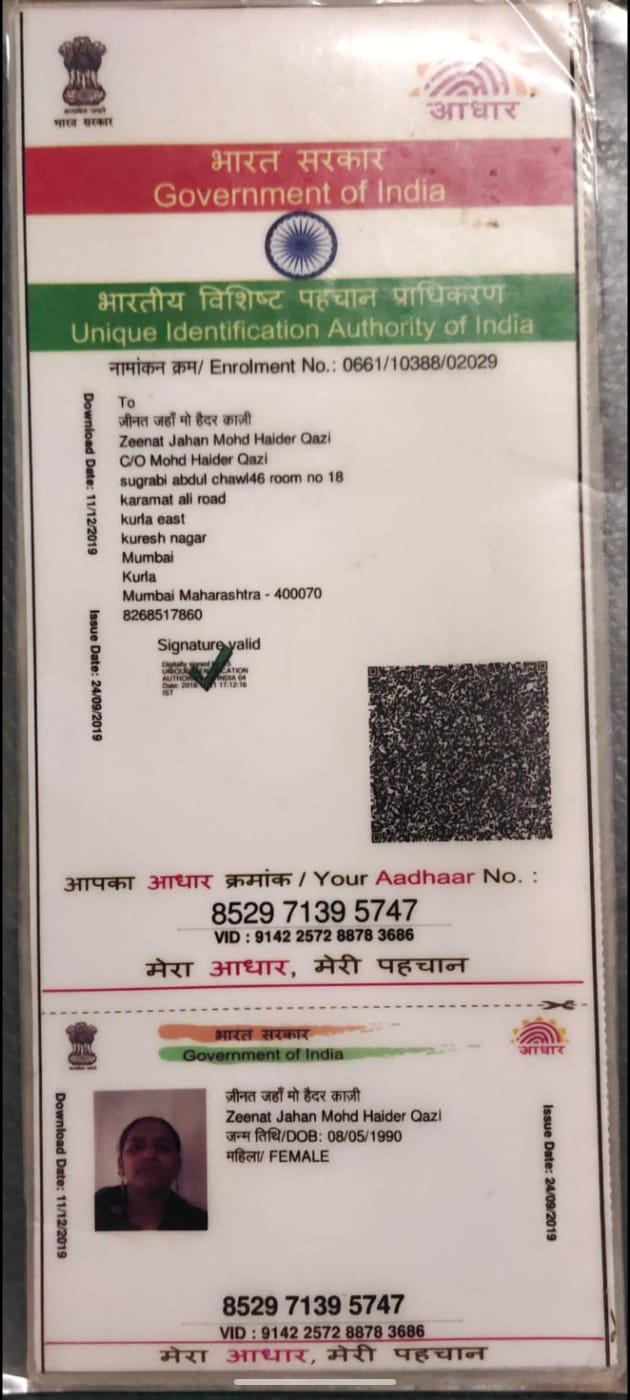 भारत सरकार
आधार
भारत सरकार
Government of India
भारतीय विशिष्ट पहचान प्राधिकरण
Unique Identification Authority of India
नामांकन क्रम/ Enrolment No.: 0661/10388/02029
Download Date: 11/12/2019
Issue Date: 24/09/2019
To
ज़ीनत जहाँ मो हैदर क़ाज़ी
Zeenat Jahan Mohd Haider Qazi
C/O Mohd Haider Qazi
sugrabi abdul chawl46 room no 18
karamat ali road
kurla east
kuresh nagar
Mumbai
Kurla
Mumbai Maharashtra - 400070
8268517860
Signature valid
Digitally signed
IST
आपका आधार क्रमांक / Your Aadhaar No. :
8529 7139 5747
VID : 9142 2572 8878 3686
मेरा आधार, मेरी पहचान
भारत सरकार
Government of India
आधार
Download Date: 11/12/2019
ज़ीनत जहाँ मो हैदर क़ाज़ी
Zeenat Jahan Mohd Haider Qazi
जन्म तिथि/DOB: 08/05/1990
महिला/ FEMALE
Issue Date: 24/09/2019
8529 7139 5747
VID : 9142 2572 8878 3686
मेरा आधार, मेरी पहचान